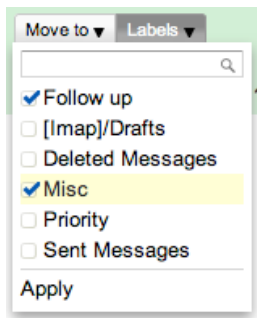 Move to ▼ Labels ▼
Follow up
[Imap]/Drafts
Deleted Messages
Misc
Priority
Sent Messages
Apply